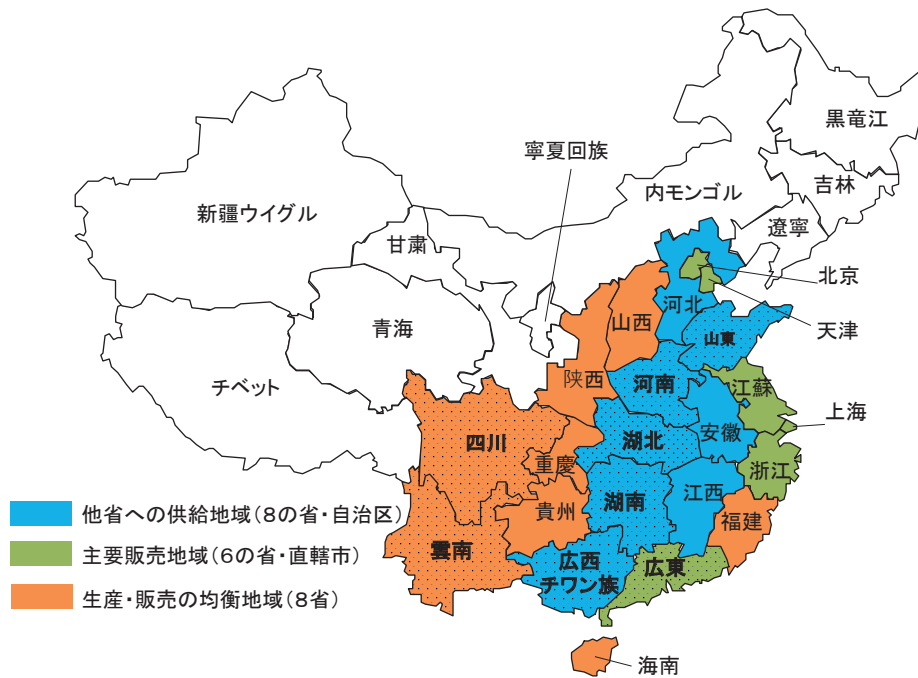 黒竜江
寧夏回族
吉林
内モンゴル
新疆ウイグル
遼寧
甘粛
北京
河北
山西
天津
青海
山東
陝西
チベット
河南
江蘇
上海
四川
湖北
安徽
重慶
浙江
湖南
江西
貴州
福建
雲南
広西
チワン族
広東
海南
他省への供給地域(8の省・自治区)
主要販売地域(6の省・直轄市)
生産・販売の均衡地域(8省)